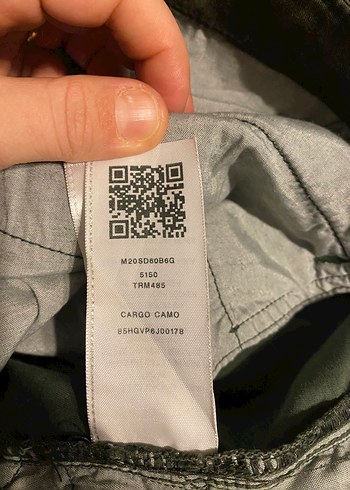 M20SD60B6G
5150
TRM485
CARGO CAMO
85HGVP6J00178